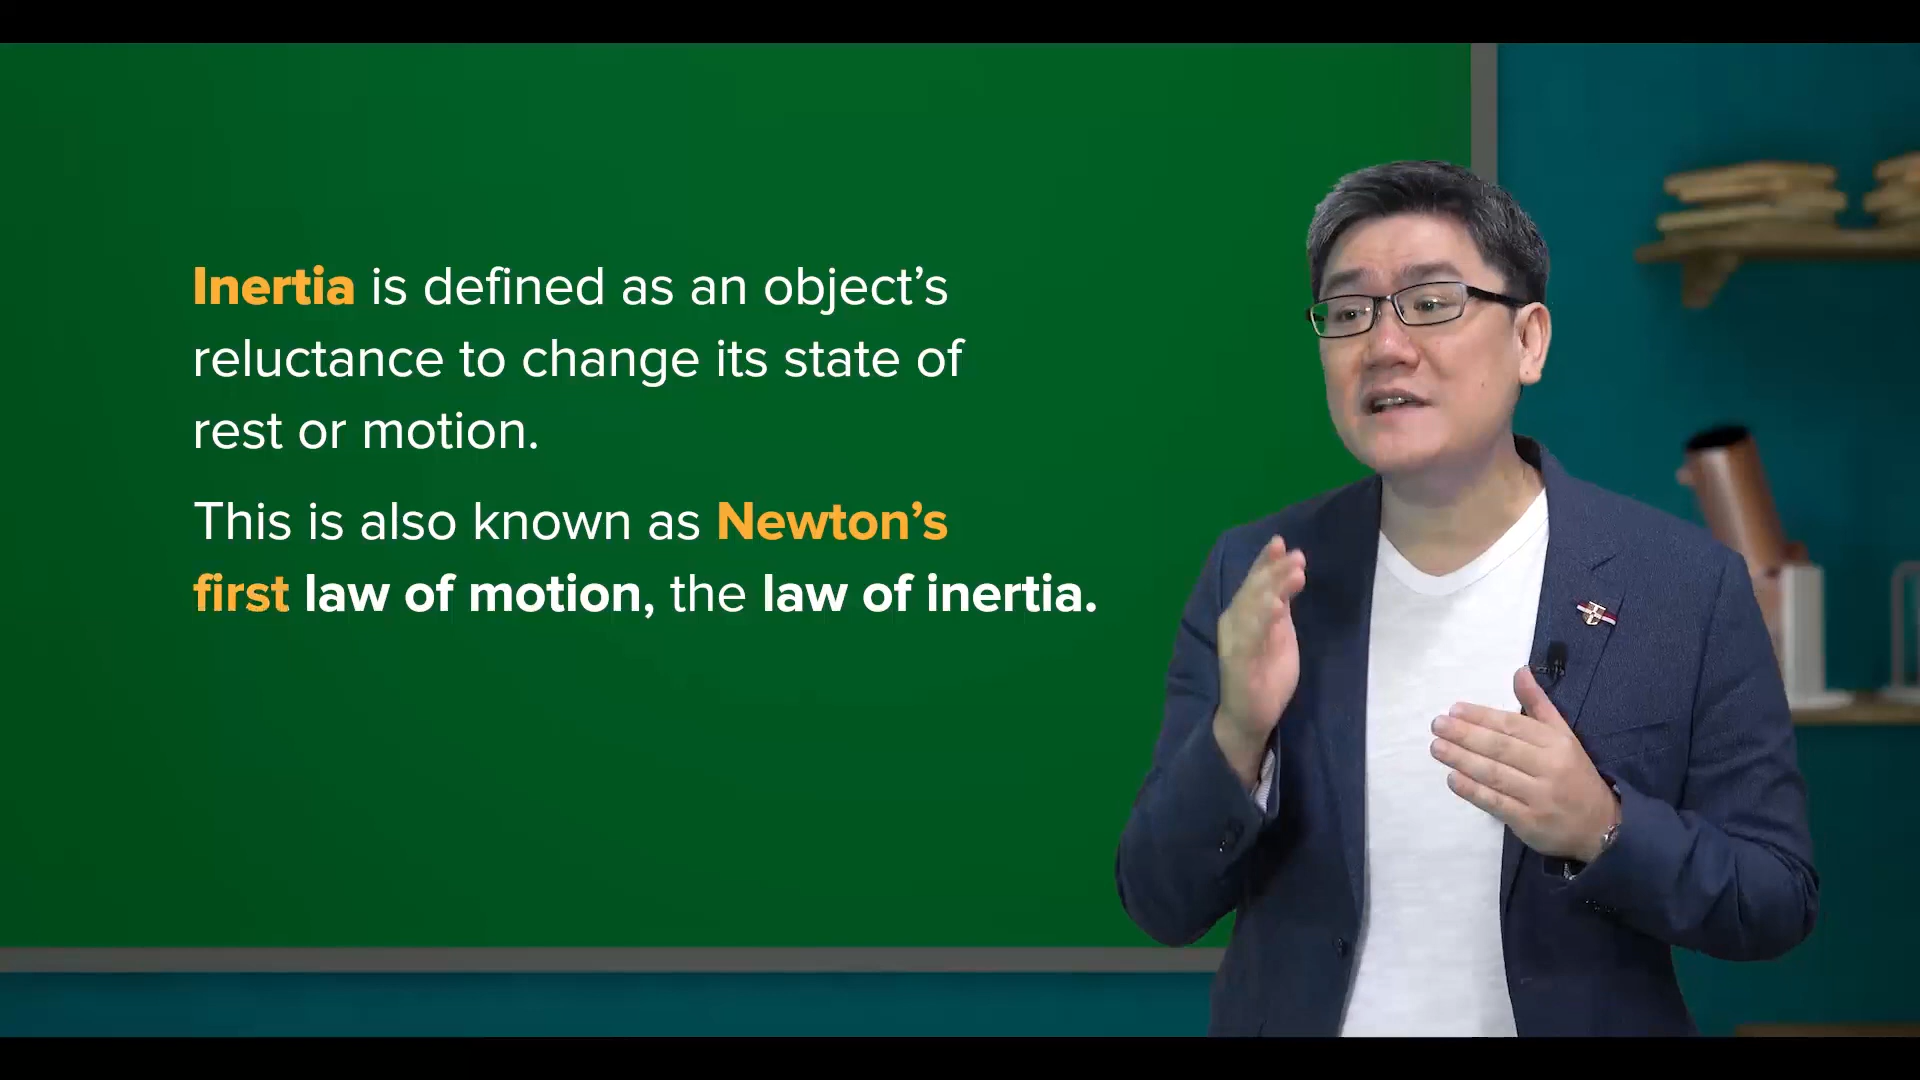 Inertia is defined as an object’s
reluctance to change its state of
rest or motion.
This is also known as Newton’s
first law of motion, the law of inertia.